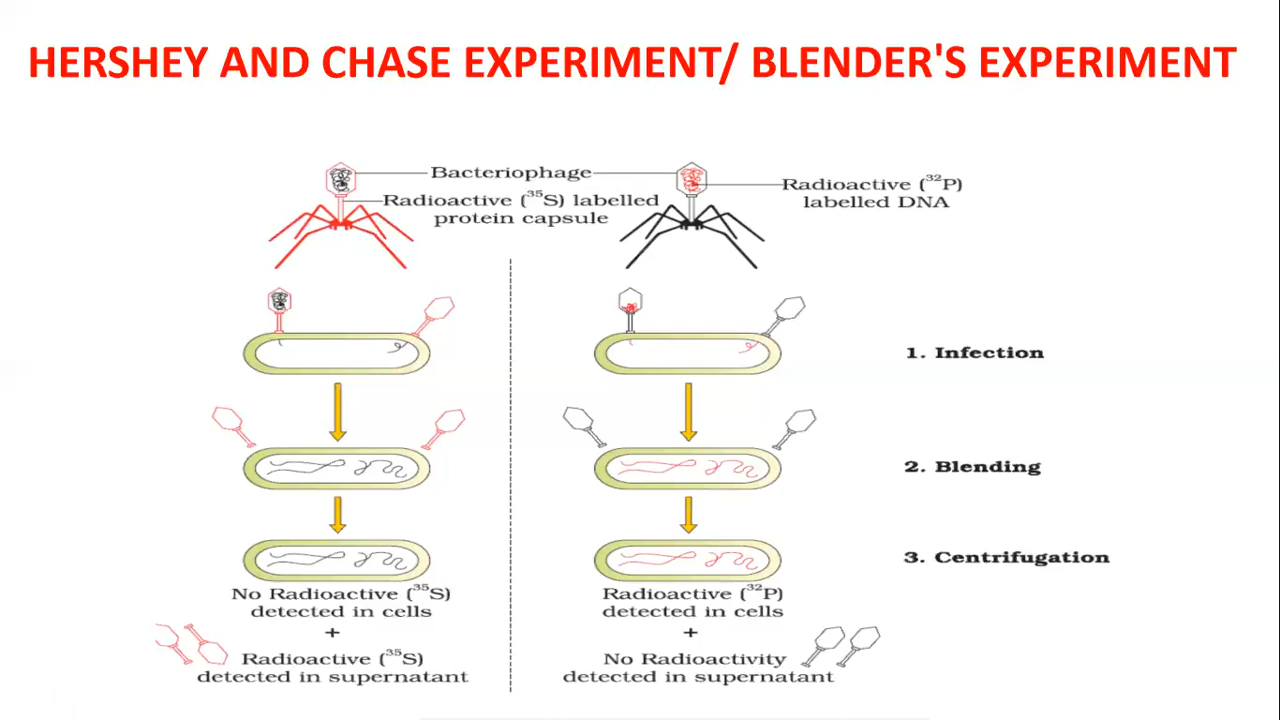 HERSHEY AND CHASE EXPERIMENT/ BLENDER'S EXPERIMENT
Bacteriophage
Radioactive (³⁵S) labelled
protein capsule
Radioactive (³²P)
labelled DNA
1. Infection
2. Blending
3. Centrifugation
No Radioactive (³⁵S)
detected in cells
+
Radioactive (³⁵S)
detected in supernatant
Radioactive (³²P)
detected in cells
+
No Radioactivity
detected in supernatant